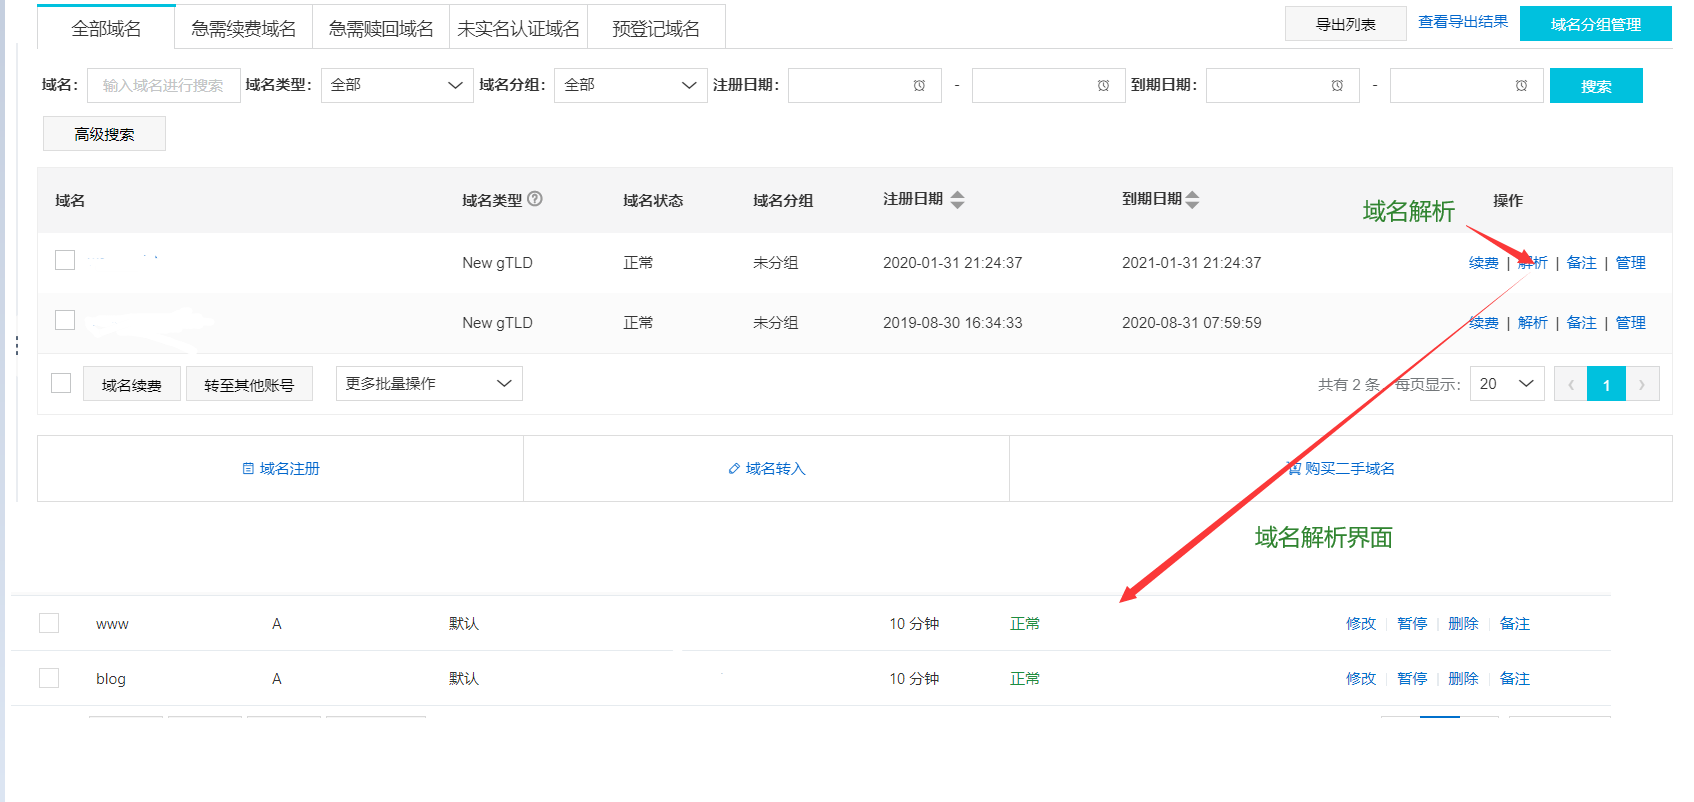 全部域名 急需续费域名 急需赎回域名 未实名认证域名 预登记域名 导出列表 查看导出结果 域名分组管理
域名： 输入域名进行搜索 域名类型： 全部 域名分组： 全部 注册日期： - 到期日期： - 搜索
高级搜索
域名 域名类型 域名状态 域名分组 注册日期 到期日期 操作
域名解析
New gTLD 正常 未分组 2020-01-31 21:24:37 2021-01-31 21:24:37 续费 | 解析 | 备注 | 管理
New gTLD 正常 未分组 2019-08-30 16:34:33 2020-08-31 07:59:59 续费 | 解析 | 备注 | 管理
域名续费 转至其他账号 更多批量操作 共有 2 条， 每页显示： 20 < 1 >
域名注册 域名转入 购买二手域名
域名解析界面
www A 默认 10 分钟 正常 修改 | 暂停 | 删除 | 备注
blog A 默认 10 分钟 正常 修改 | 暂停 | 删除 | 备注